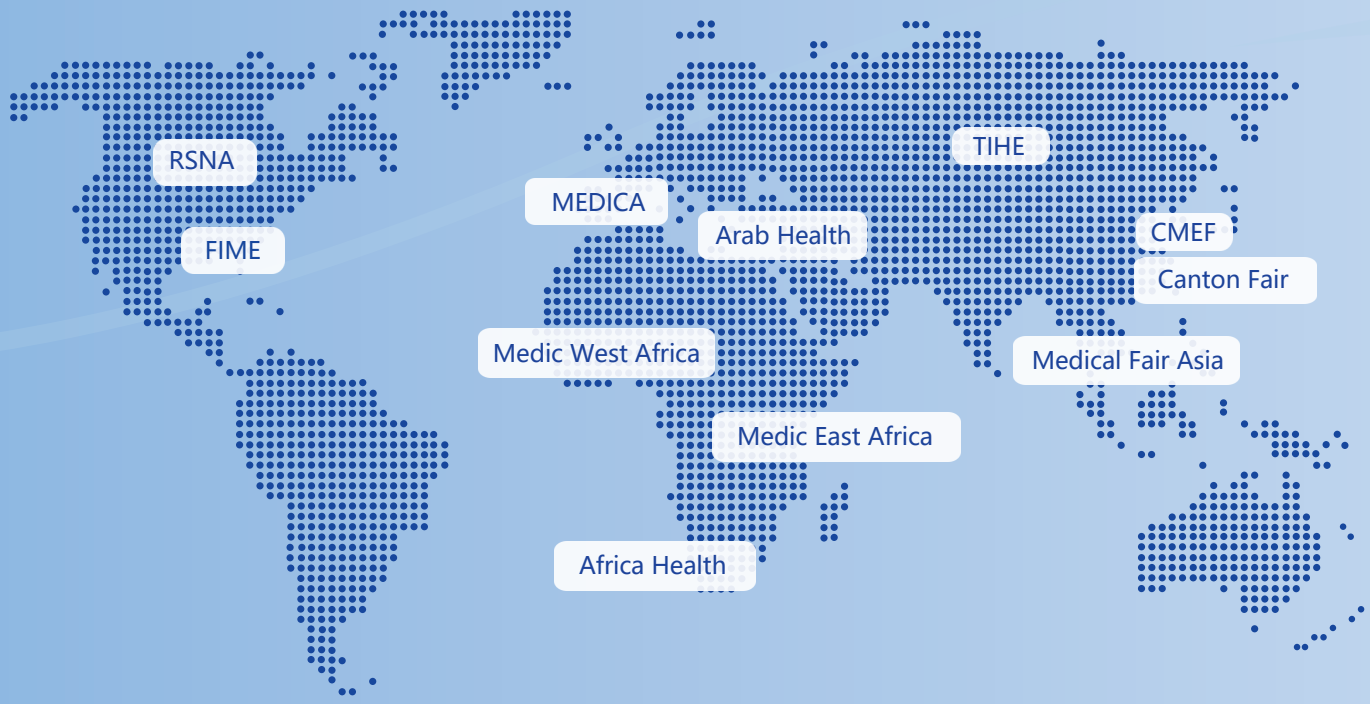 TIHE
RSNA
MEDICA
CMEF
Arab Health
FIME
Canton Fair
Medic West Africa
Medical Fair Asia
Medic East Africa
Africa Health